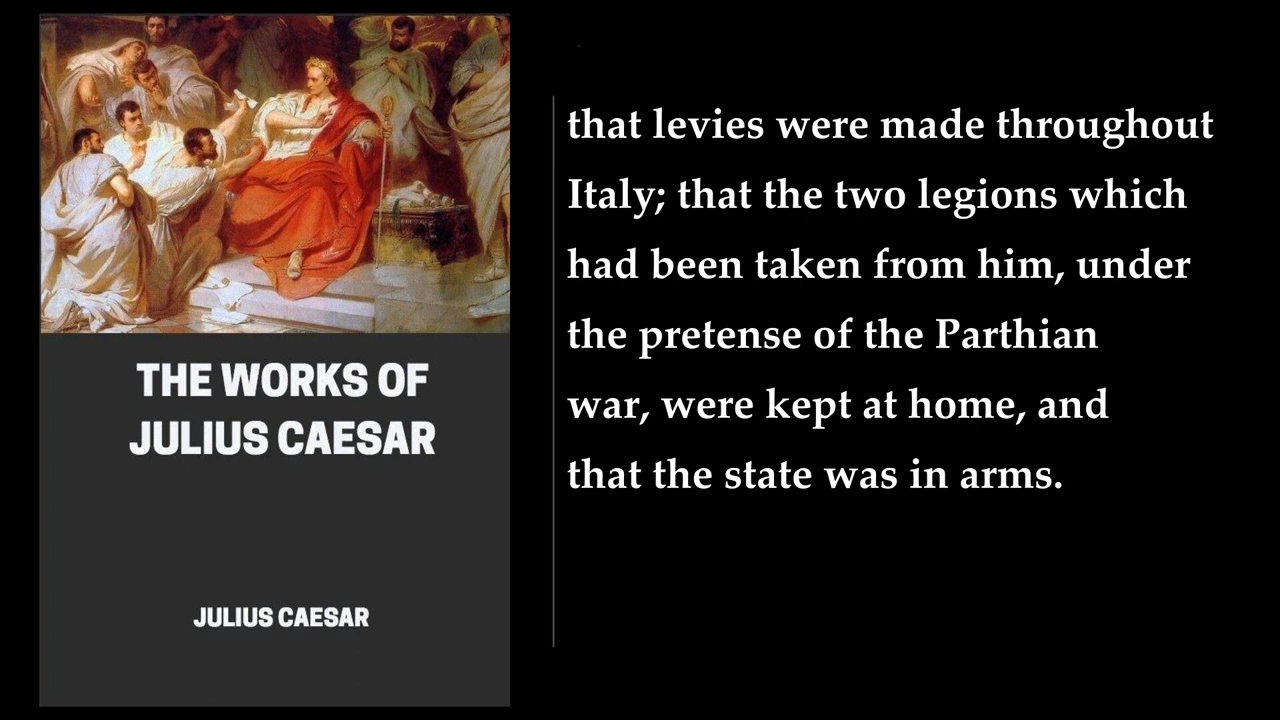 THE WORKS OF
JULIUS CAESAR
JULIUS CAESAR
that levies were made throughout
Italy; that the two legions which
had been taken from him, under
the pretense of the Parthian
war, were kept at home, and
that the state was in arms.